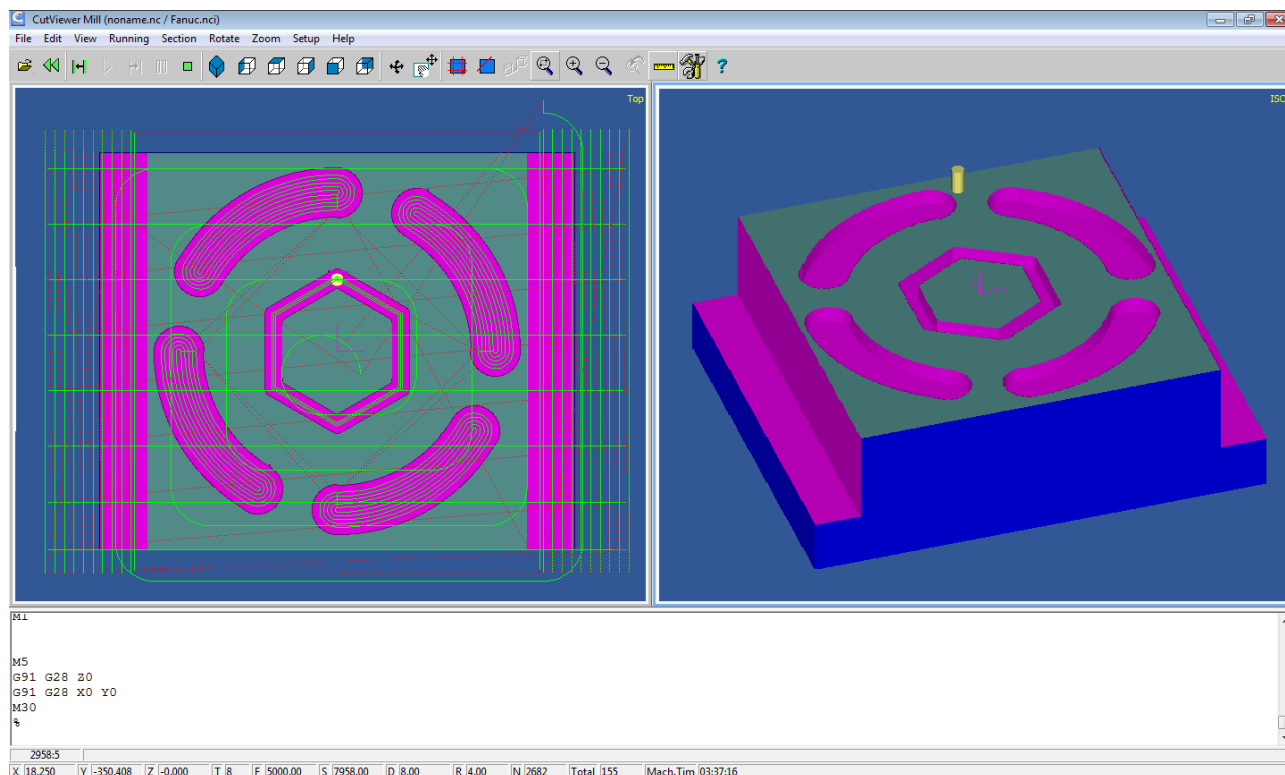 CutViewer Mill (noname.nc / Fanuc.nci)
File Edit View Running Section Rotate Zoom Setup Help
Top
ISO
M1
M5
G91 G28 Z0
G91 G28 X0 Y0
M30
%
2958:5
X 18.250 Y -350.408 Z -0.000 T 8 F 5000.00 S 7958.00 D 8.00 R 4.00 N 2682 Total 155 Mach.Tim 03:37:16